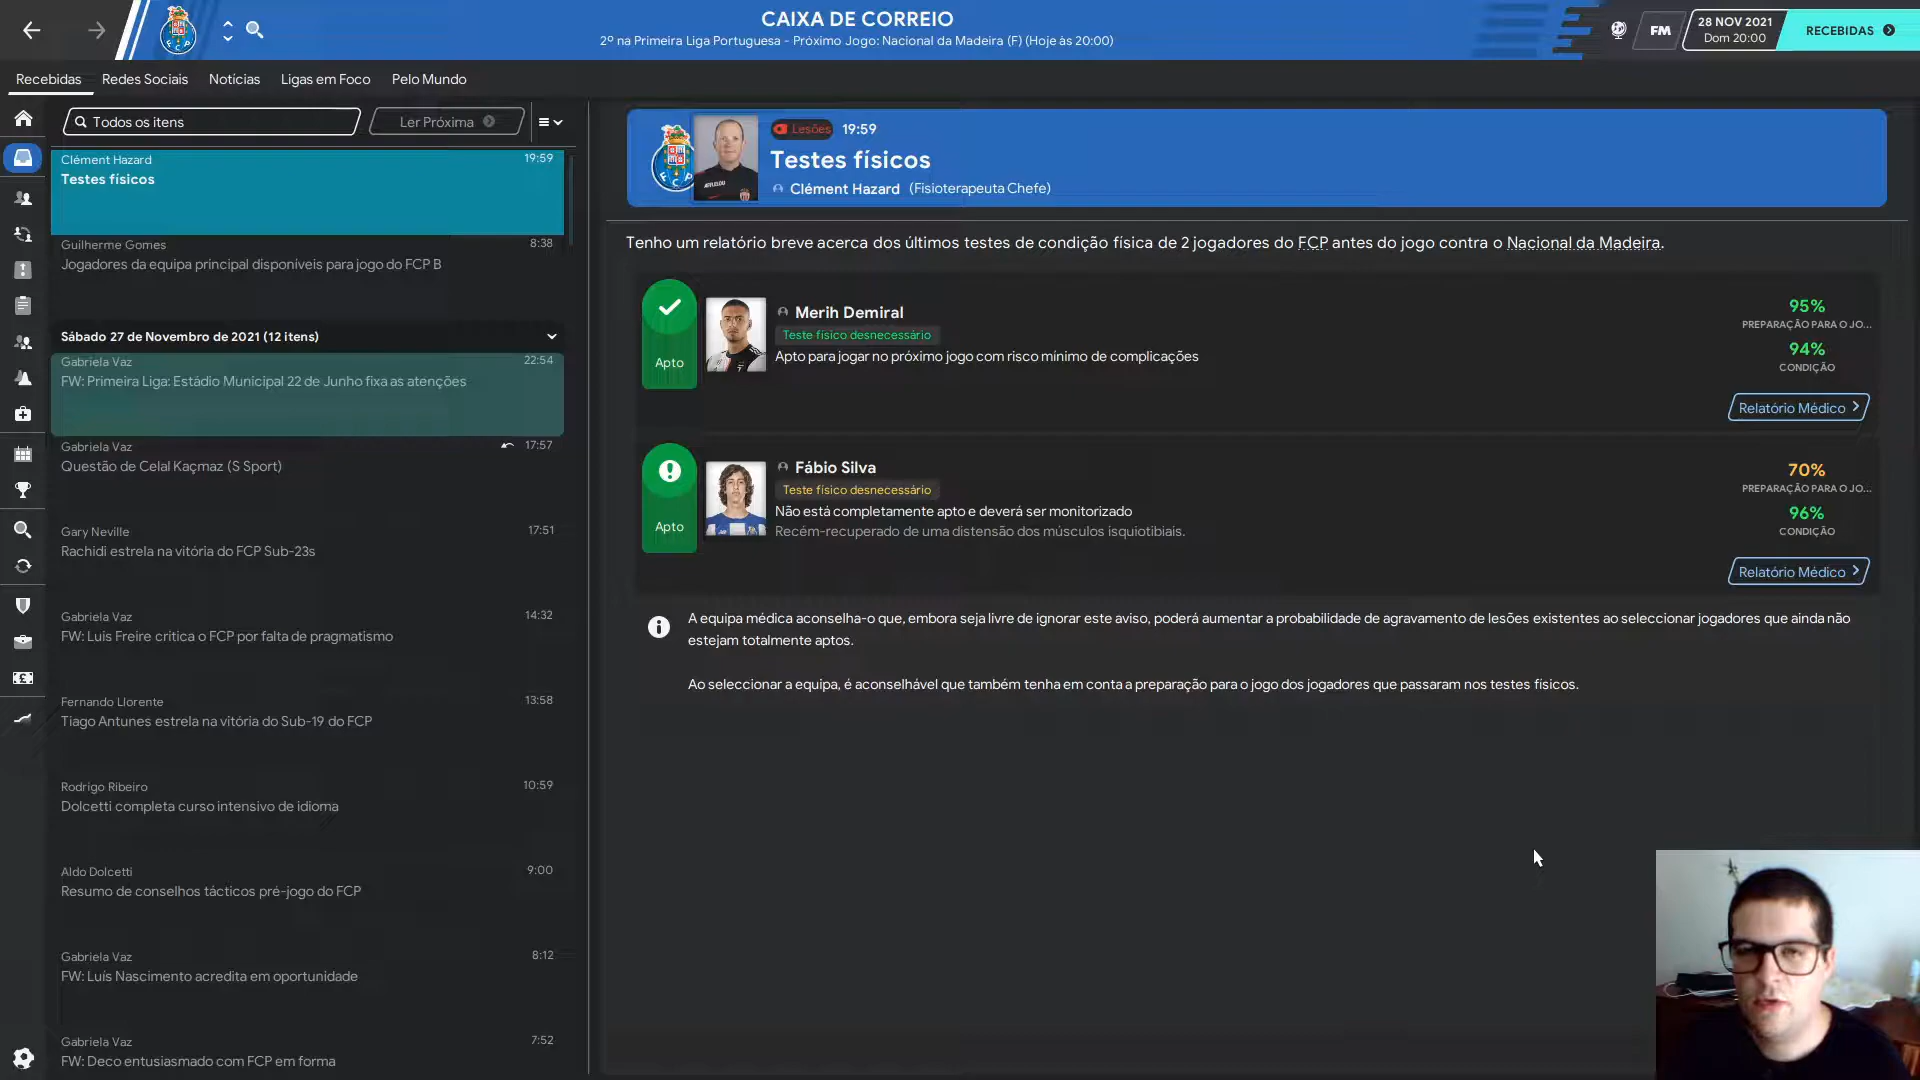 CAIXA DE CORREIO
2º na Primeira Liga Portuguesa - Próximo Jogo: Nacional da Madeira (F) (Hoje às 20:00)
FM
28 NOV 2021
Dom 20:00
RECEBIDAS
Recebidas
Redes Sociais
Notícias
Ligas em Foco
Pelo Mundo
Todos os itens
Ler Próxima
Clément Hazard
19:59
Testes físicos
Guilherme Gomes
8:38
Jogadores da equipa principal disponíveis para jogo do FCP B
Sábado 27 de Novembro de 2021 (12 itens)
Gabriela Vaz
22:54
FW: Primeira Liga: Estádio Municipal 22 de Junho fixa as atenções
Gabriela Vaz
17:57
Questão de Celal Kaçmaz (S Sport)
Gary Neville
17:51
Rachidi estrela na vitória do FCP Sub-23s
Gabriela Vaz
14:32
FW: Luís Freire critica o FCP por falta de pragmatismo
Fernando Llorente
13:58
Tiago Antunes estrela na vitória do Sub-19 do FCP
Rodrigo Ribeiro
10:59
Dolcetti completa curso intensivo de idioma
Aldo Dolcetti
9:00
Resumo de conselhos tácticos pré-jogo do FCP
Gabriela Vaz
8:12
FW: Luís Nascimento acredita em oportunidade
Gabriela Vaz
7:52
FW: Deco entusiasmado com FCP em forma
Lesões
19:59
Testes físicos
Clément Hazard (Fisioterapeuta Chefe)
Tenho um relatório breve acerca dos últimos testes de condição física de 2 jogadores do FCP antes do jogo contra o Nacional da Madeira.
Apto
Merih Demiral
Teste físico desnecessário
Apto para jogar no próximo jogo com risco mínimo de complicações
95%
PREPARAÇÃO PARA O JO...
94%
CONDIÇÃO
Relatório Médico
Apto
Fábio Silva
Teste físico desnecessário
Não está completamente apto e deverá ser monitorizado
Recém-recuperado de uma distensão dos músculos isquiotibiais.
70%
PREPARAÇÃO PARA O JO...
96%
CONDIÇÃO
Relatório Médico
A equipa médica aconselha-o que, embora seja livre de ignorar este aviso, poderá aumentar a probabilidade de agravamento de lesões existentes ao seleccionar jogadores que ainda não
estejam totalmente aptos.
Ao seleccionar a equipa, é aconselhável que também tenha em conta a preparação para o jogo dos jogadores que passaram nos testes físicos.